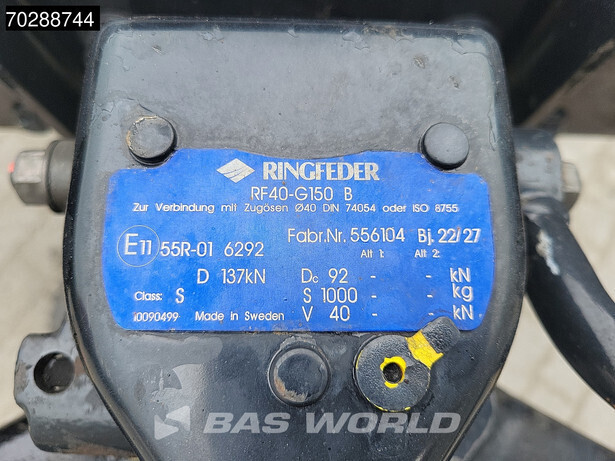 70288744
RINGFEDER
RF40-G150 B
Zur Verbindung mit Zugösen Ø40 DIN 74054 oder ISO 8755
E11 55R-01 6292 Fabr.Nr. 556104 Bj. 22/27
Alt 1: Alt 2:
D 137kN Dc 92 - - kN
Class: S S 1000 - - kg
i0090499 Made in Sweden V 40 - - kN
BAS WORLD